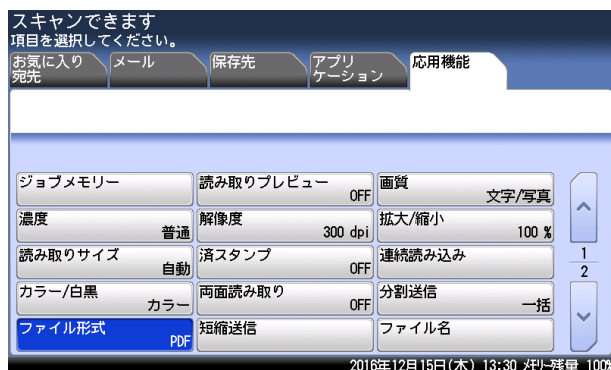 スキャンできます
項目を選択してください。
お気に入り
宛先
メール
保存先
アプリ
ケーション
応用機能
ジョブメモリー
読み取りプレビュー
OFF
画質
文字/写真
濃度
普通
解像度
300 dpi
拡大/縮小
100 %
読み取りサイズ
自動
済スタンプ
OFF
連続読み込み
1
2
カラー/白黒
カラー
両面読み取り
OFF
分割送信
一括
ファイル形式
PDF
短縮送信
ファイル名
2016年12月15日(木) 13:30 メモリー残量 100%